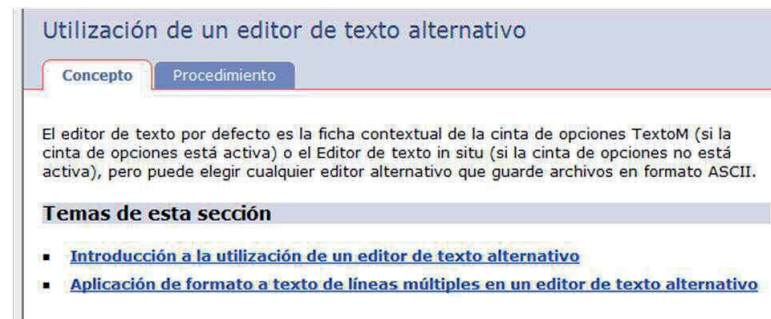 Utilización de un editor de texto alternativo
Concepto Procedimiento
El editor de texto por defecto es la ficha contextual de la cinta de opciones TextoM (si la
cinta de opciones está activa) o el Editor de texto in situ (si la cinta de opciones no está
activa), pero puede elegir cualquier editor alternativo que guarde archivos en formato ASCII.
Temas de esta sección
Introducción a la utilización de un editor de texto alternativo
Aplicación de formato a texto de líneas múltiples en un editor de texto alternativo